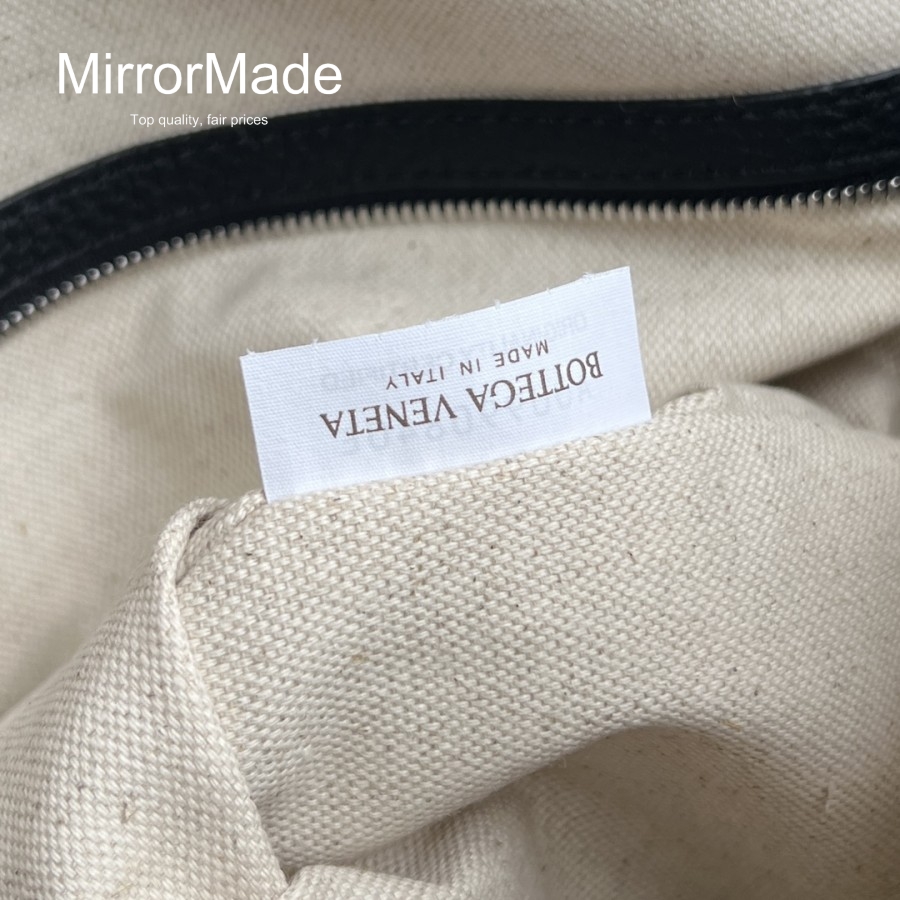 MirrorMade
Top quality, fair prices
BOTTEGA VENETA
MADE IN ITALY